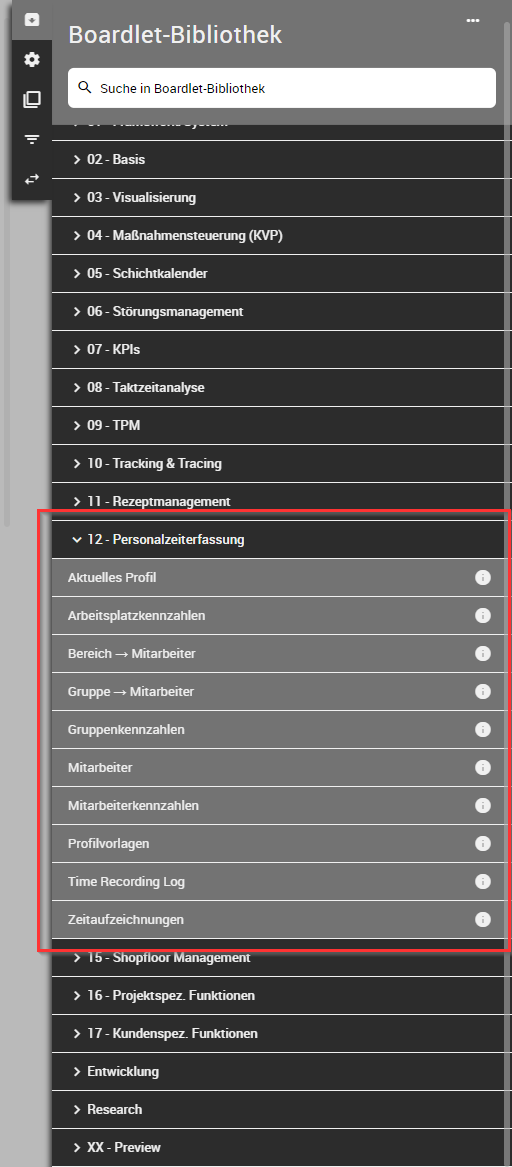 Boardlet-Bibliothek
Suche in Boardlet-Bibliothek
02 - Basis
03 - Visualisierung
04 - Maßnahmensteuerung (KVP)
05 - Schichtkalender
06 - Störungsmanagement
07 - KPIs
08 - Taktzeitanalyse
09 - TPM
10 - Tracking & Tracing
11 - Rezeptmanagement
12 - Personalzeiterfassung
Aktuelles Profil
Arbeitsplatzkennzahlen
Bereich → Mitarbeiter
Gruppe → Mitarbeiter
Gruppenkennzahlen
Mitarbeiter
Mitarbeiterkennzahlen
Profilvorlagen
Time Recording Log
Zeitaufzeichnungen
15 - Shopfloor Management
16 - Projektspez. Funktionen
17 - Kundenspez. Funktionen
Entwicklung
Research
XX - Preview